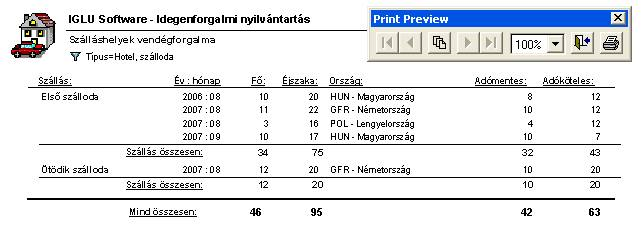 IGLU Software - Idegenforgalmi nyilvántartás
Szálláshelyek vendégforgalma
Típus=Hotel, szálloda
Print Preview
100%
Szállás: Év : hónap Fő: Éjszaka: Ország: Adómentes: Adóköteles:
Első szálloda 2006 : 08 10 20 HUN - Magyarország 8 12
2007 : 08 11 22 GFR - Németország 10 12
2007 : 08 3 16 POL - Lengyelország 4 12
2007 : 09 10 17 HUN - Magyarország 10 7
Szállás összesen: 34 75 32 43
Ötödik szálloda 2007 : 08 12 20 GFR - Németország 10 20
Szállás összesen: 12 20 10 20
Mind összesen: 46 95 42 63